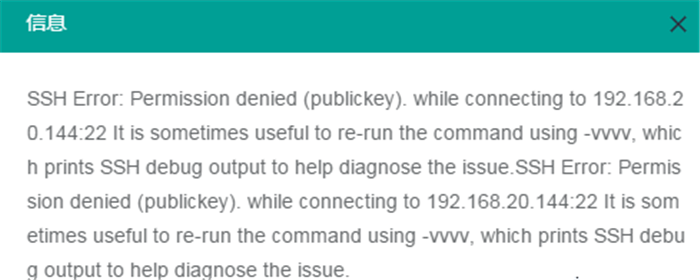 信息
SSH Error: Permission denied (publickey). while connecting to 192.168.2
0.144:22 It is sometimes useful to re-run the command using -vvvv, whic
h prints SSH debug output to help diagnose the issue.SSH Error: Permis
sion denied (publickey). while connecting to 192.168.20.144:22 It is som
etimes useful to re-run the command using -vvvv, which prints SSH debu
g output to help diagnose the issue.